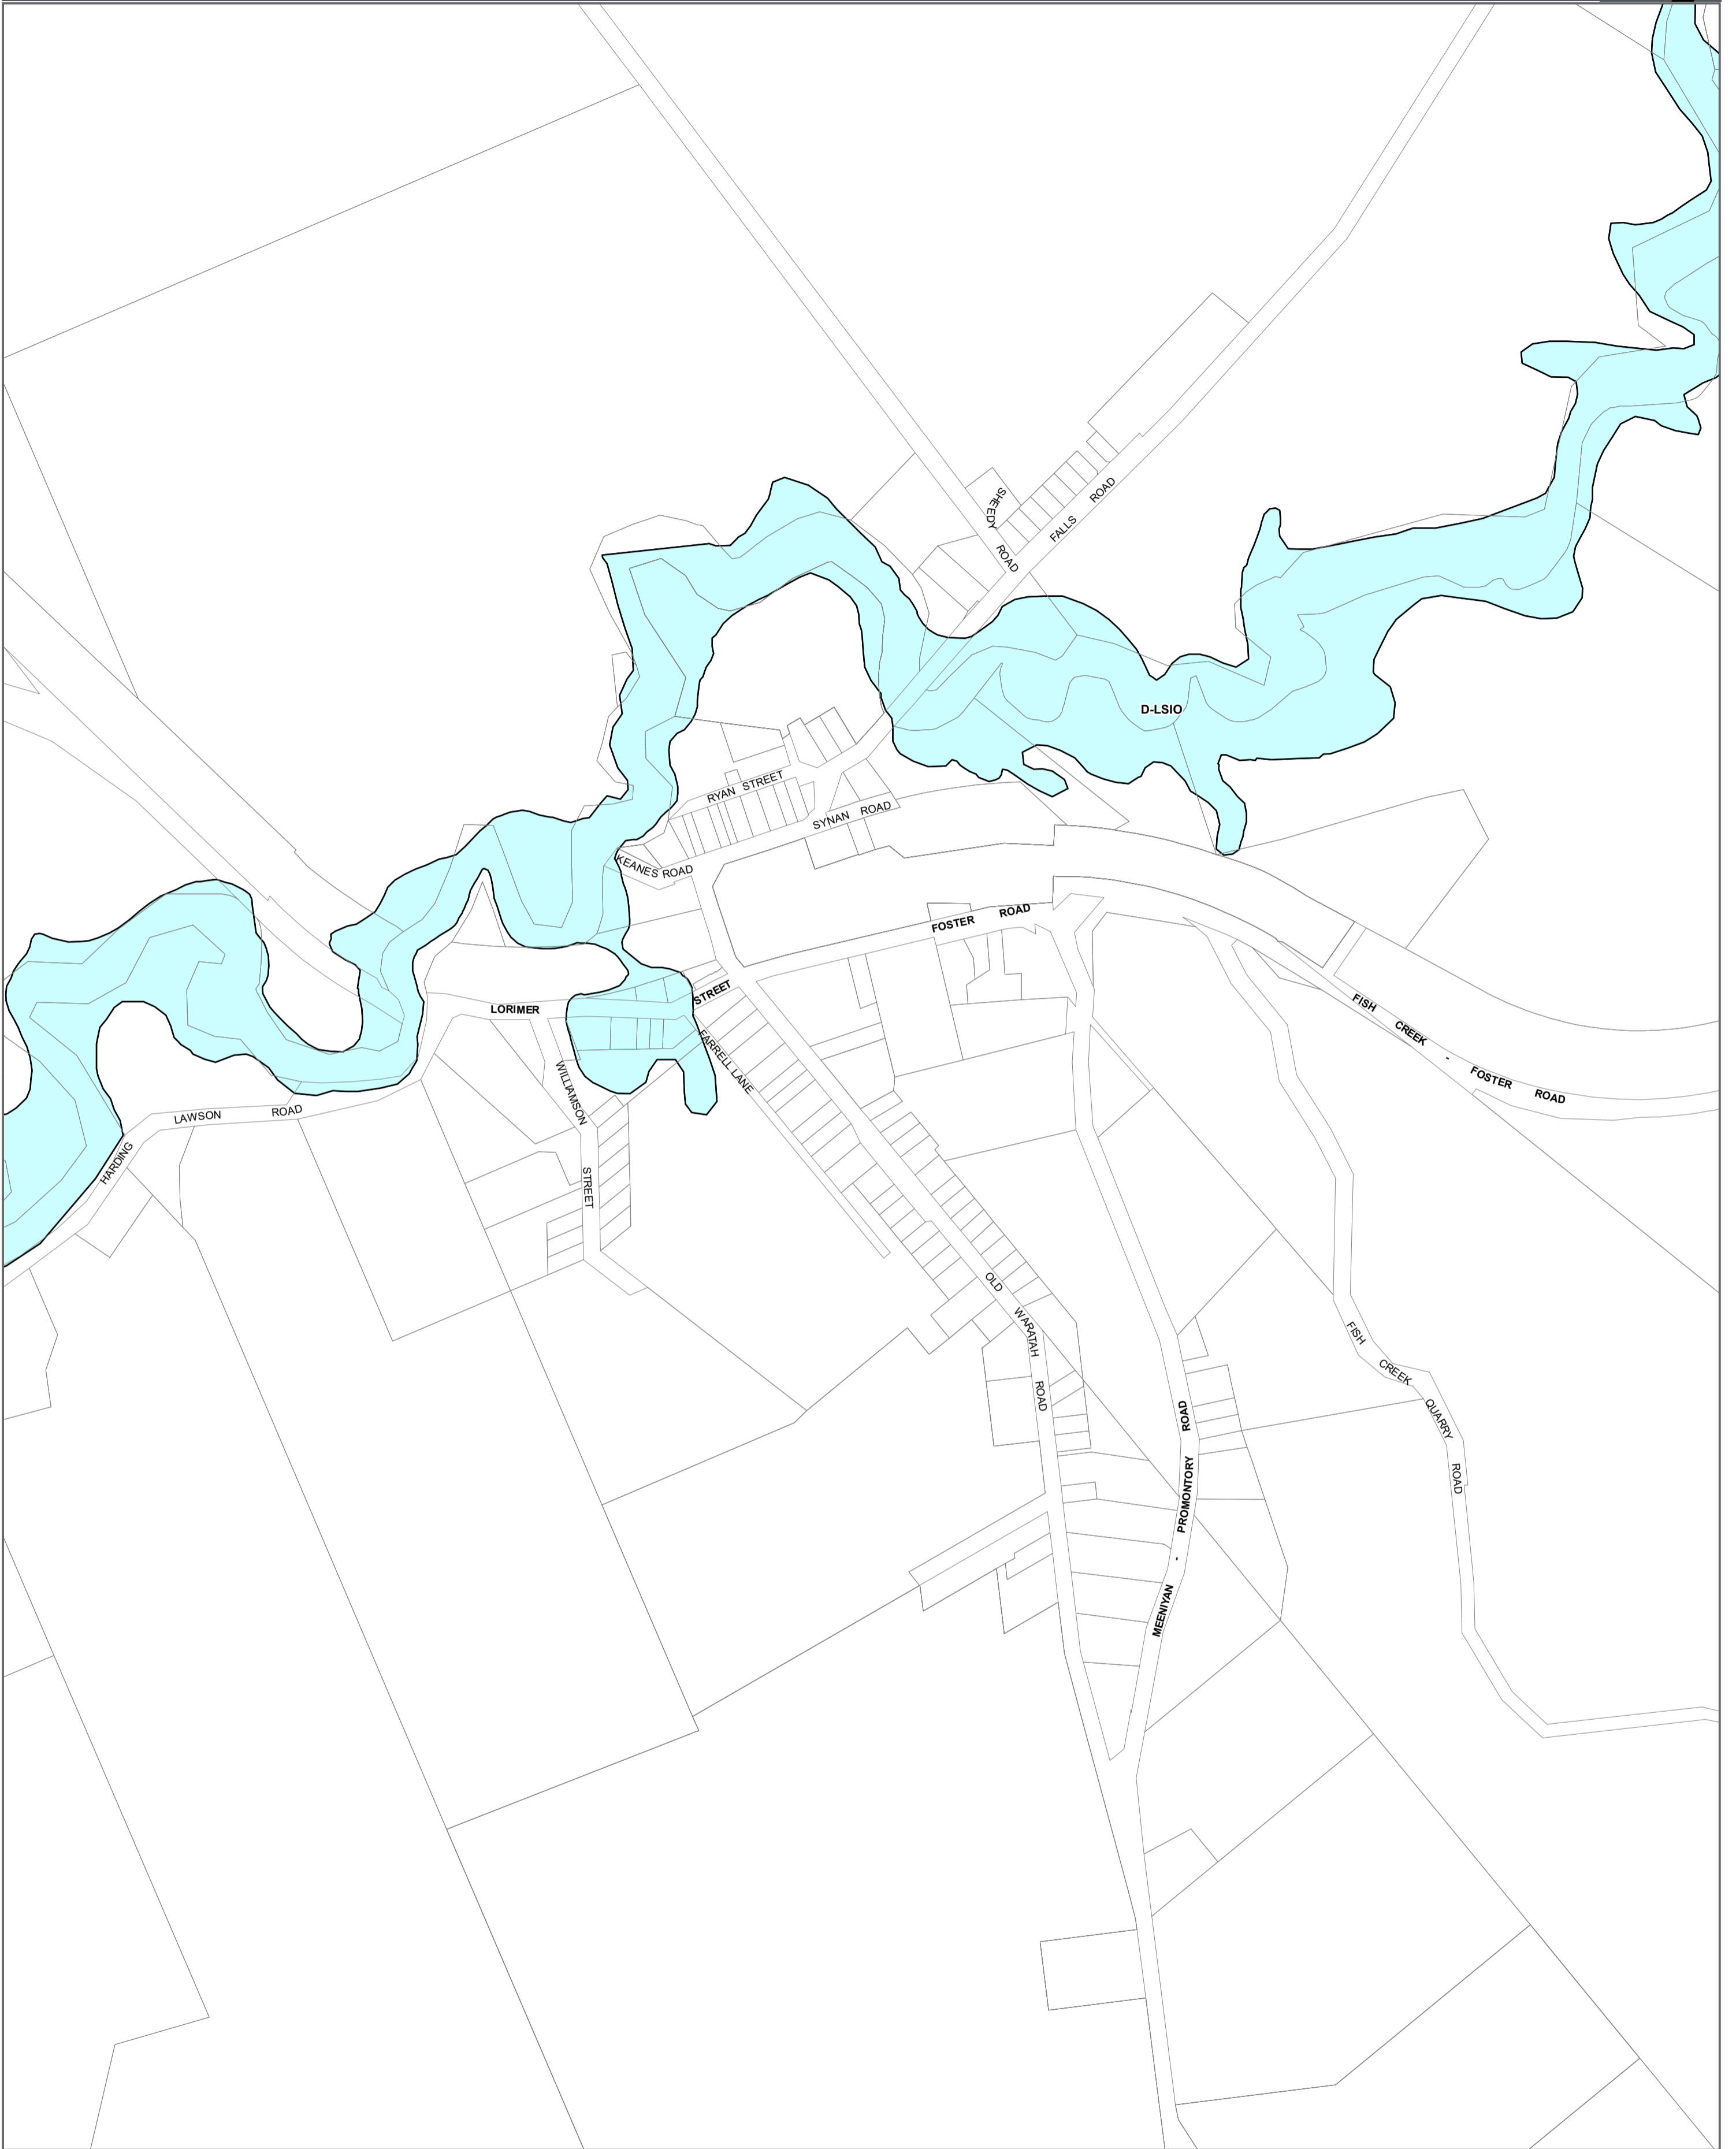 SHEEDY ROAD
FALLS ROAD
D-LSIO
RYAN STREET
SYNAN ROAD
KEANES ROAD
FOSTER ROAD
LORIMER STREET
FISH CREEK - FOSTER ROAD
FARRELL LANE
WILLIAMSON STREET
HARDING LAWSON ROAD
OLD WARATAH ROAD
FISH CREEK QUARRY ROAD
MEENIYAN - PROMONTORY ROAD